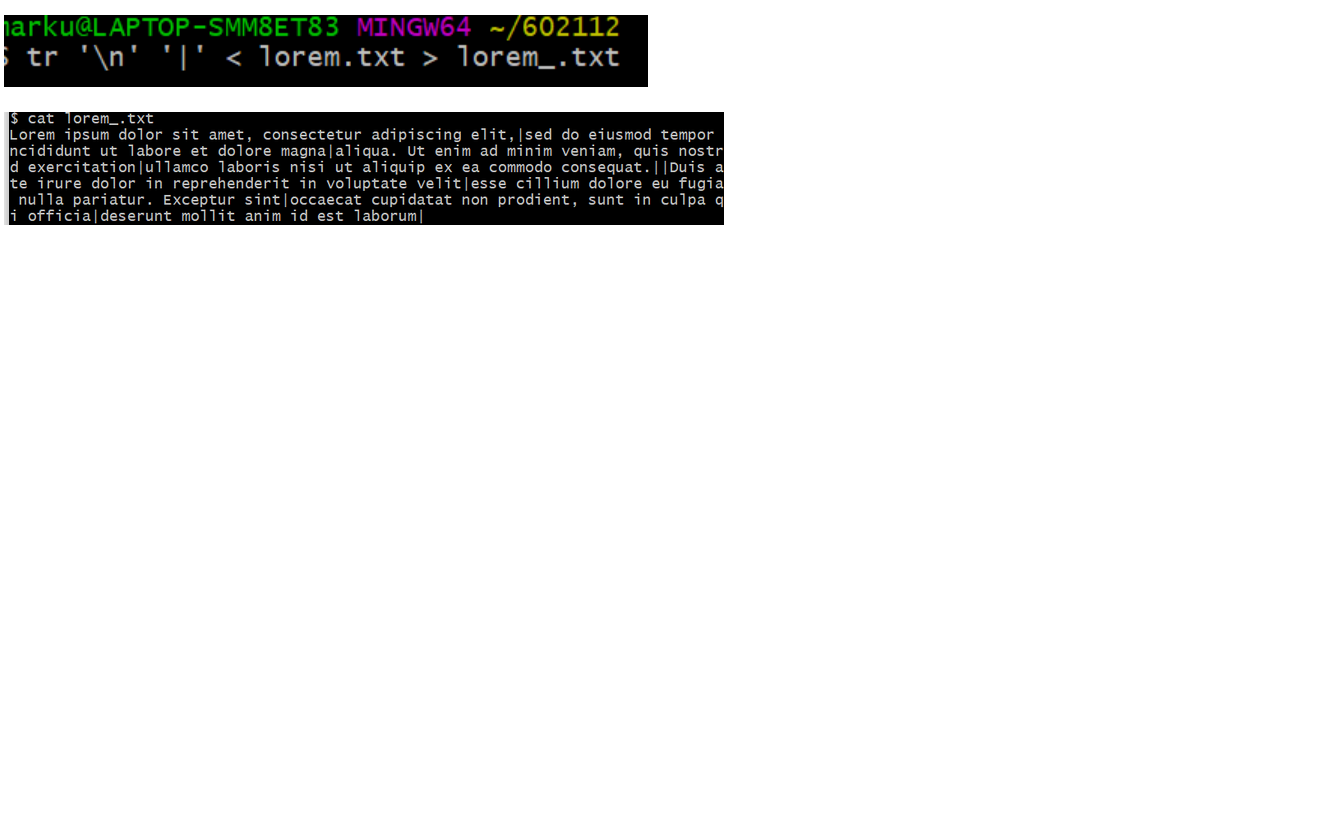 marku@LAPTOP-SMM8ET83 MINGW64 ~/602112
$ tr '\n' '|' < lorem.txt > lorem_.txt
$ cat lorem_.txt
Lorem ipsum dolor sit amet, consectetur adipiscing elit,|sed do eiusmod tempor
ncididunt ut labore et dolore magna|aliqua. Ut enim ad minim veniam, quis nostr
d exercitation|ullamco laboris nisi ut aliquip ex ea commodo consequat.||Duis a
te irure dolor in reprehenderit in voluptate velit|esse cillium dolore eu fugia
nulla pariatur. Exceptur sint|occaecat cupidatat non prodient, sunt in culpa q
i officia|deserunt mollit anim id est laborum|